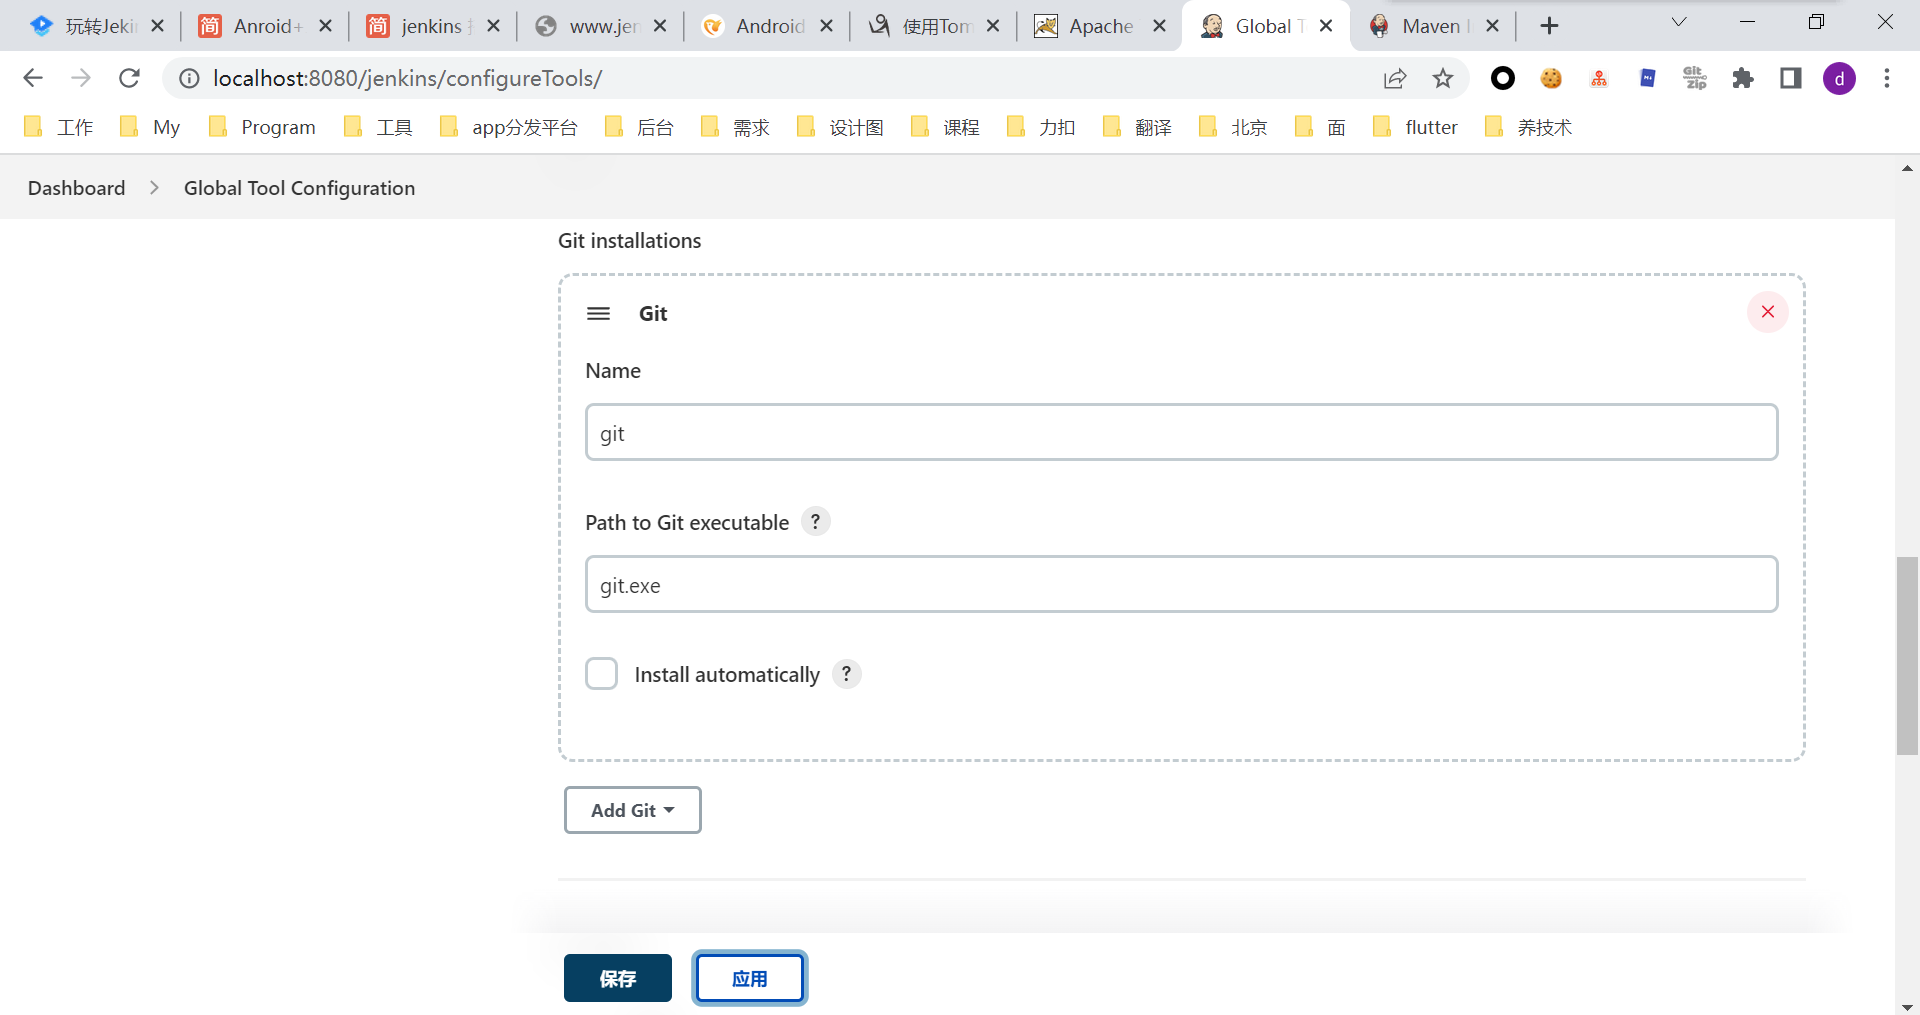 玩转Jeki
Anroid+
jenkins
www.jen
Android
使用Tom
Apache
Global T
Maven I
localhost:8080/jenkins/configureTools/
Git
Zip
d
工作
My
Program
工具
app分发平台
后台
需求
设计图
课程
力扣
翻译
北京
面
flutter
养技术
Dashboard > Global Tool Configuration
Git installations
Git
Name
git
Path to Git executable ?
git.exe
Install automatically ?
Add Git
保存
应用